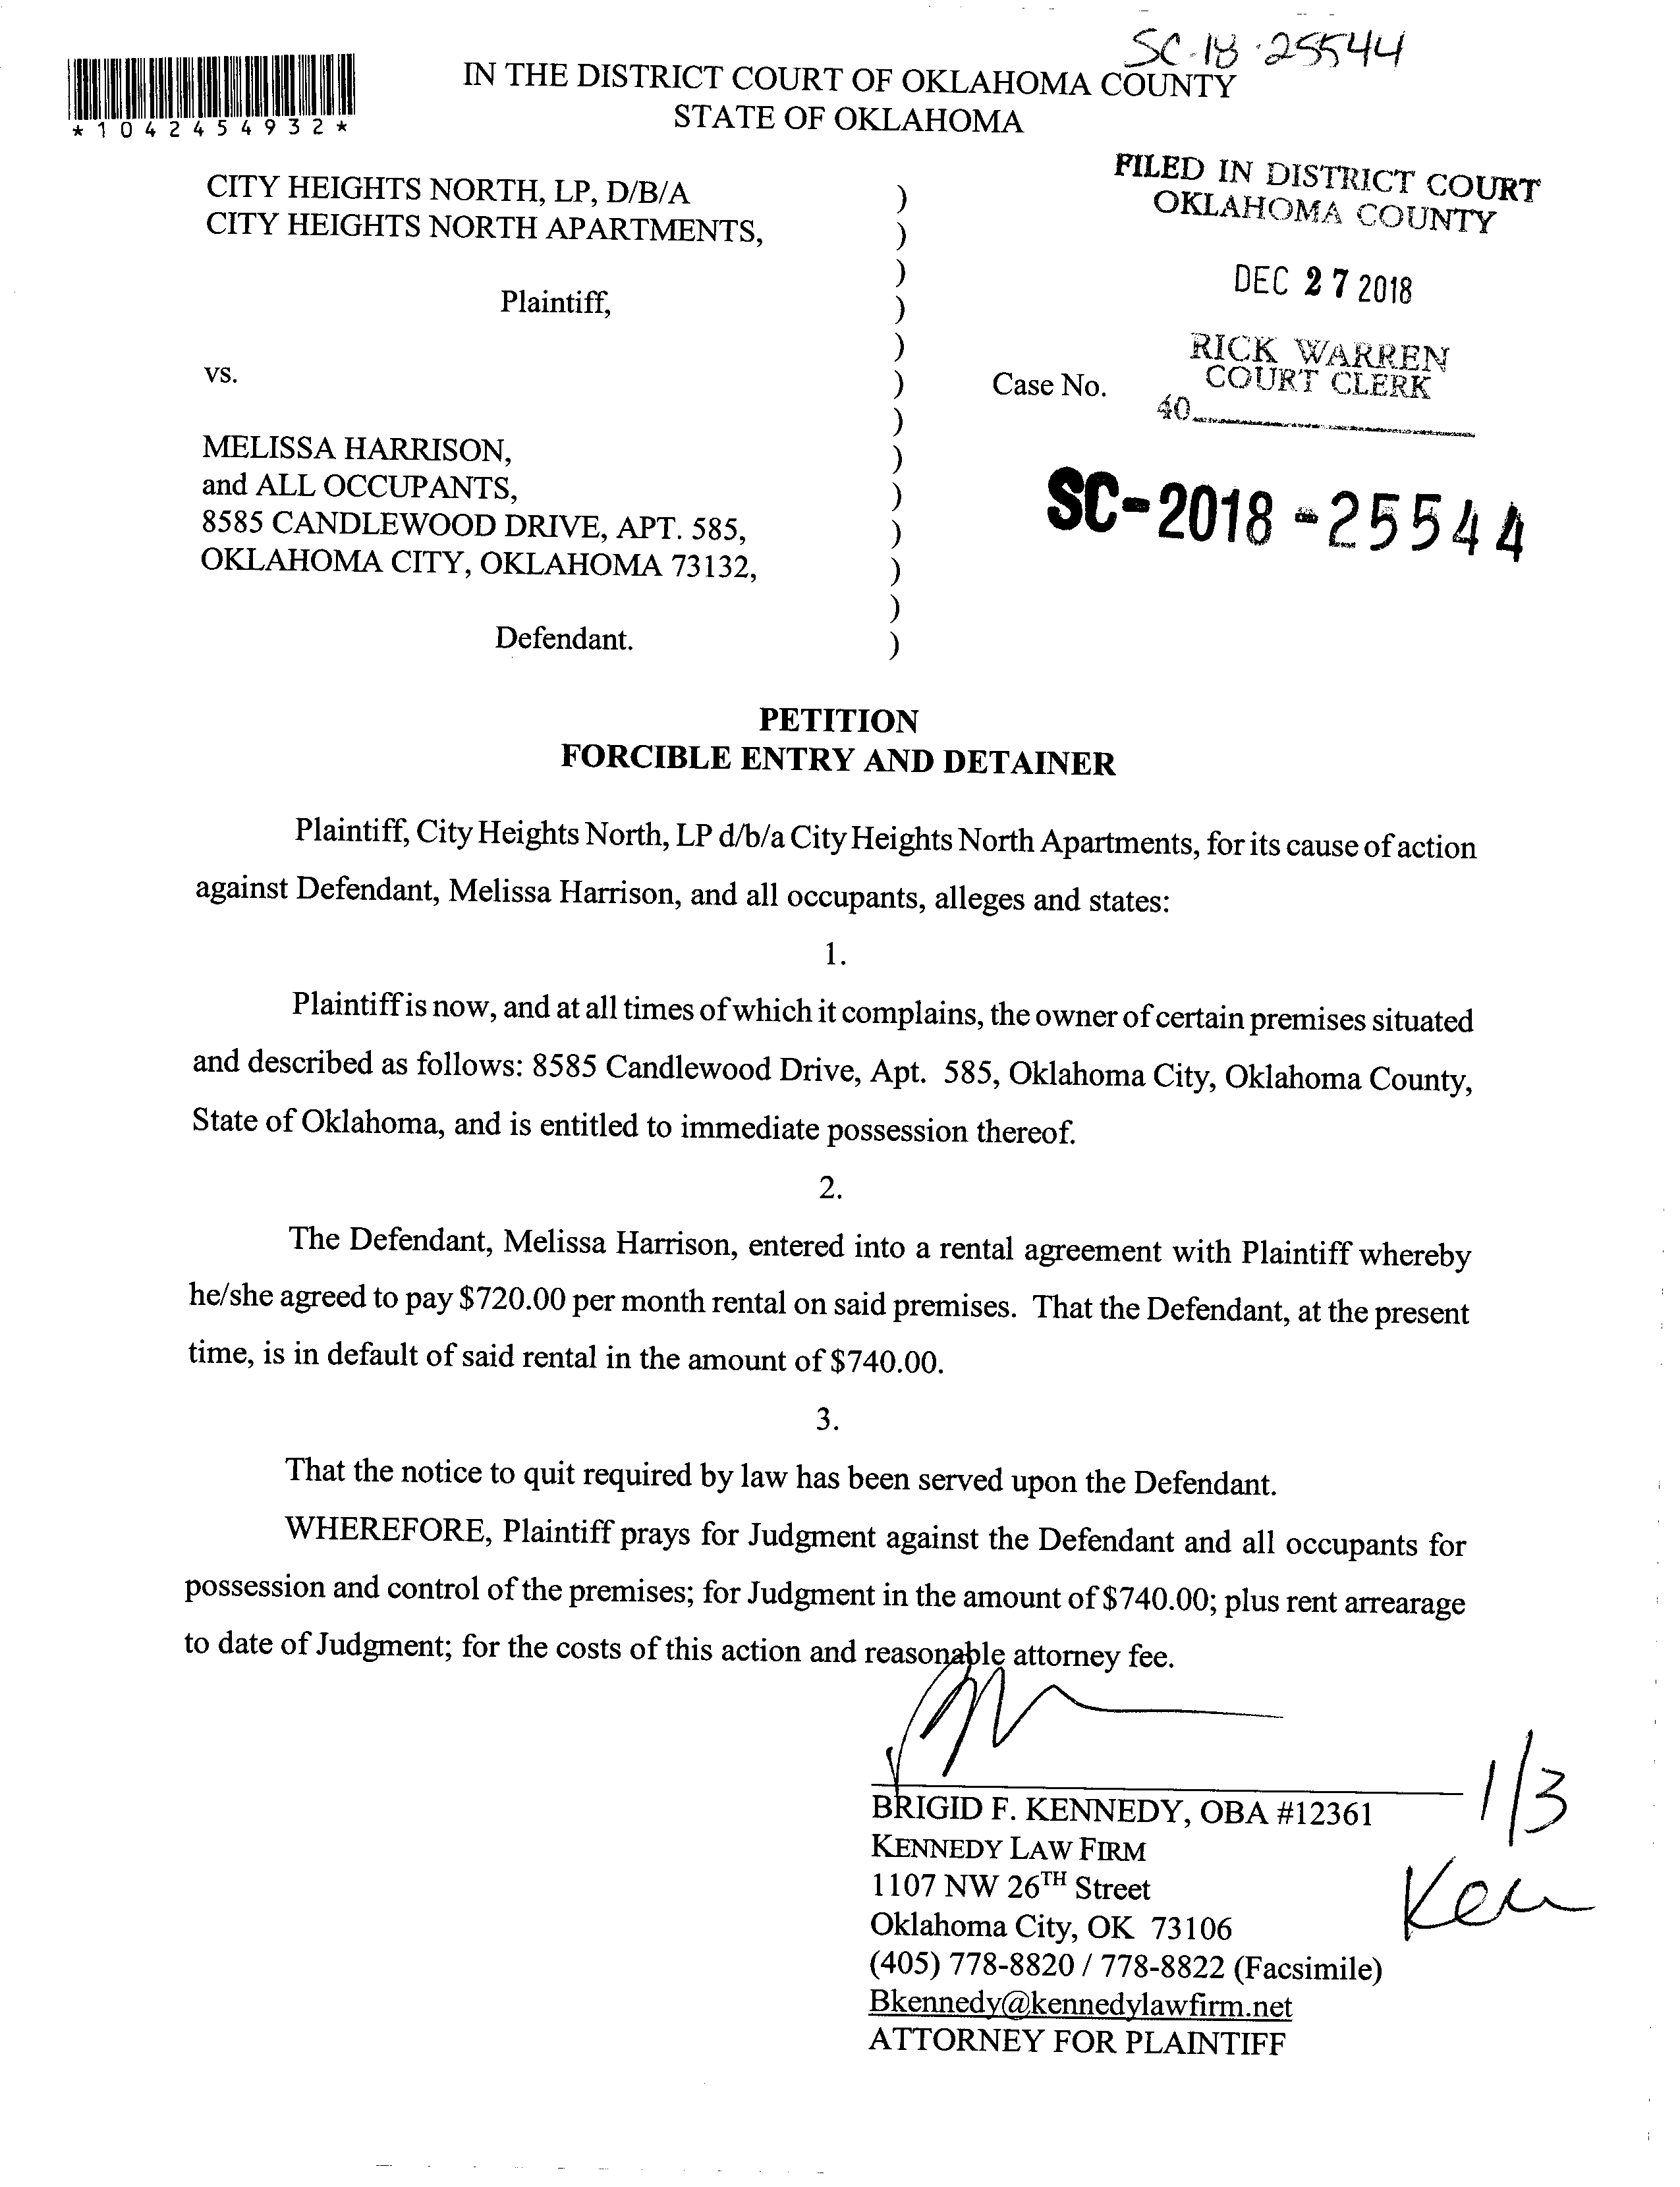 SC-18-25544
IN THE DISTRICT COURT OF OKLAHOMA COUNTY
STATE OF OKLAHOMA
*1042454932*
FILED IN DISTRICT COURT
OKLAHOMA COUNTY
DEC 27 2018
RICK WARREN
COURT CLERK
40
CITY HEIGHTS NORTH, LP, D/B/A )
CITY HEIGHTS NORTH APARTMENTS, )
)
Plaintiff, )
)
vs. ) Case No.
)
MELISSA HARRISON, )
and ALL OCCUPANTS, )
8585 CANDLEWOOD DRIVE, APT. 585, )
OKLAHOMA CITY, OKLAHOMA 73132, )
)
Defendant. )
SC-2018-25544
PETITION
FORCIBLE ENTRY AND DETAINER
Plaintiff, City Heights North, LP d/b/a City Heights North Apartments, for its cause of action
against Defendant, Melissa Harrison, and all occupants, alleges and states:
1.
Plaintiff is now, and at all times of which it complains, the owner of certain premises situated
and described as follows: 8585 Candlewood Drive, Apt. 585, Oklahoma City, Oklahoma County,
State of Oklahoma, and is entitled to immediate possession thereof.
2.
The Defendant, Melissa Harrison, entered into a rental agreement with Plaintiff whereby
he/she agreed to pay $720.00 per month rental on said premises. That the Defendant, at the present
time, is in default of said rental in the amount of $740.00.
3.
That the notice to quit required by law has been served upon the Defendant.
WHEREFORE, Plaintiff prays for Judgment against the Defendant and all occupants for
possession and control of the premises; for Judgment in the amount of $740.00; plus rent arrearage
to date of Judgment; for the costs of this action and reasonable attorney fee.
BRIGID F. KENNEDY, OBA #12361
KENNEDY LAW FIRM
1107 NW 26TH Street
Oklahoma City, OK 73106
(405) 778-8820 / 778-8822 (Facsimile)
Bkennedy@kennedylawfirm.net
ATTORNEY FOR PLAINTIFF
1/3
Ken